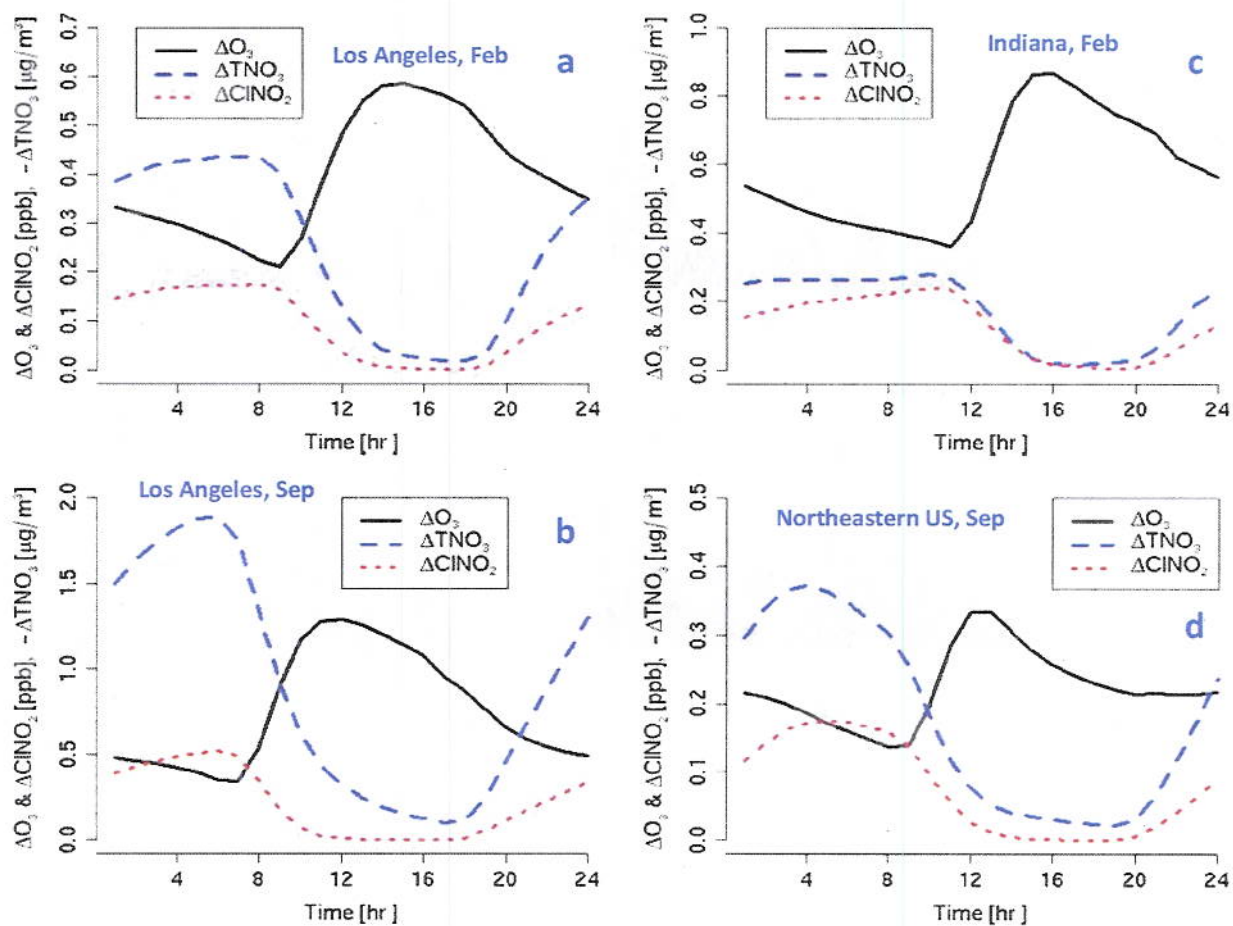 ΔO₃ & ΔClNO₂ [ppb], -ΔTNO₃ [μg/m³]
0.7
0.6
0.5
0.4
0.3
0.2
0.1
0.0
ΔO₃
ΔTNO₃
ΔClNO₂
Los Angeles, Feb
a
4 8 12 16 20 24
Time [hr]
ΔO₃ & ΔClNO₂ [ppb], -ΔTNO₃ [μg/m³]
1.0
0.8
0.6
0.4
0.2
0.0
ΔO₃
ΔTNO₃
ΔClNO₂
Indiana, Feb
c
4 8 12 16 20 24
Time [hr]
ΔO₃ & ΔClNO₂ [ppb], -ΔTNO₃ [μg/m³]
2.0
1.5
1.0
0.5
0.0
Los Angeles, Sep
ΔO₃
ΔTNO₃
ΔClNO₂
b
4 8 12 16 20 24
Time [hr]
ΔO₃ & ΔClNO₂ [ppb], -ΔTNO₃ [μg/m³]
0.5
0.4
0.3
0.2
0.1
0.0
Northeastern US, Sep
ΔO₃
ΔTNO₃
ΔClNO₂
d
4 8 12 16 20 24
Time [hr]